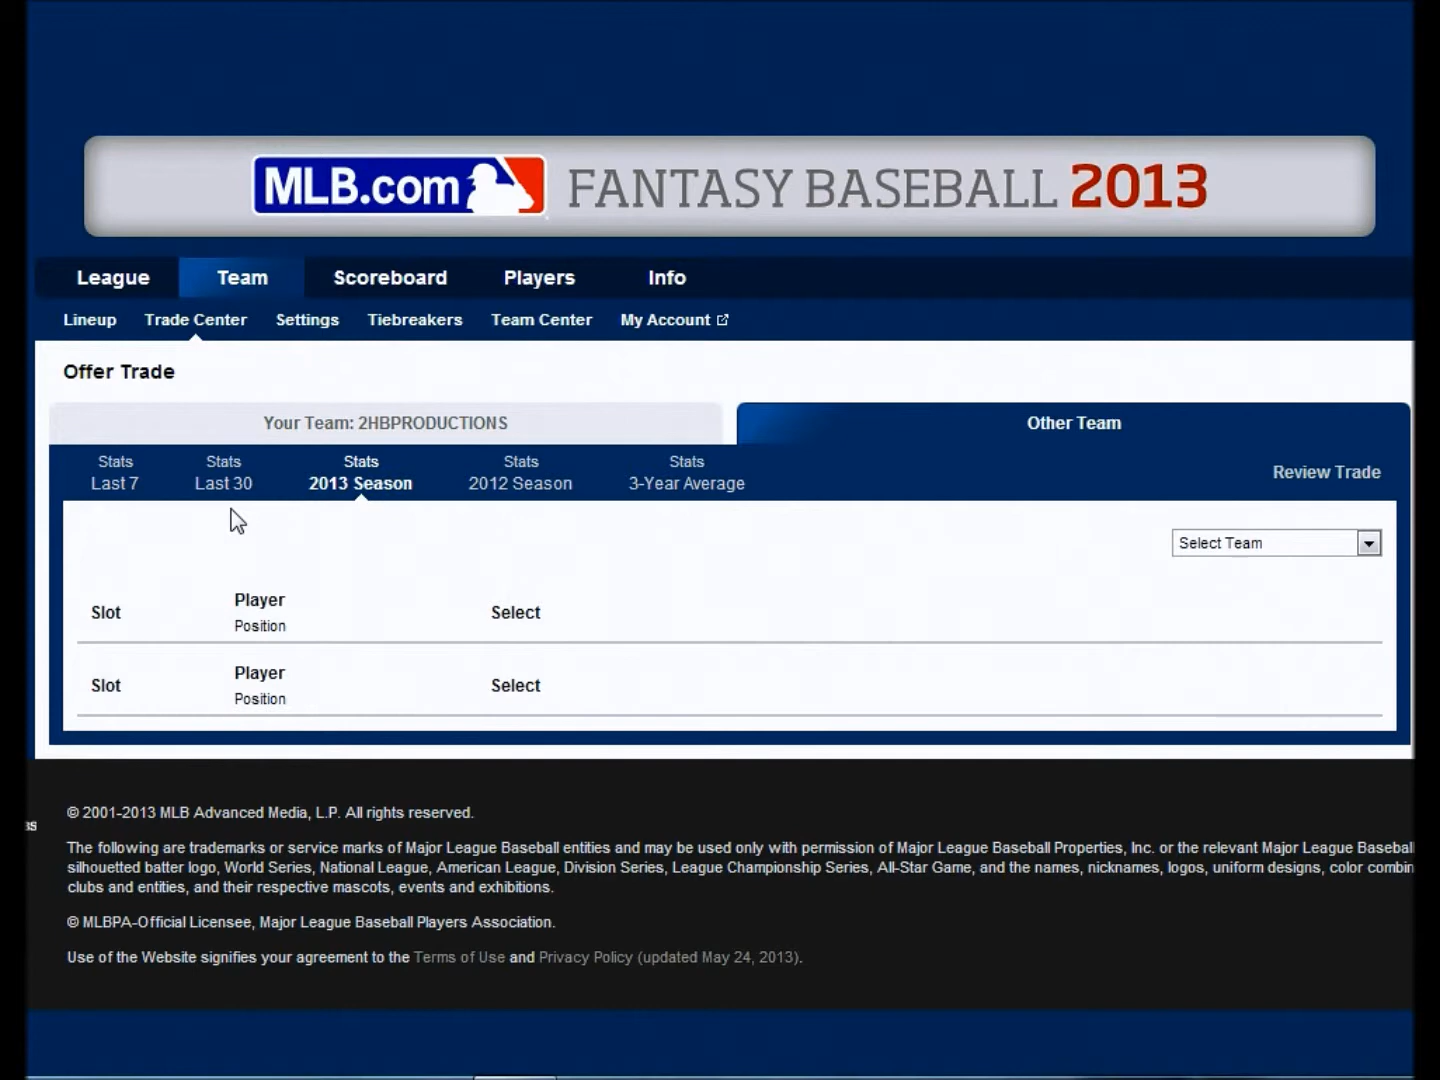 MLB.com FANTASY BASEBALL 2013
League Team Scoreboard Players Info
Lineup Trade Center Settings Tiebreakers Team Center My Account
Offer Trade
Your Team: 2HBPRODUCTIONS Other Team
Stats Stats Stats Stats Stats
Last 7 Last 30 2013 Season 2012 Season 3-Year Average
Review Trade
Select Team
Slot Player Select
Position
Slot Player Select
Position
© 2001-2013 MLB Advanced Media, L.P. All rights reserved.
The following are trademarks or service marks of Major League Baseball entities and may be used only with permission of Major League Baseball Properties, Inc. or the relevant Major League Baseball
silhouetted batter logo, World Series, National League, American League, Division Series, League Championship Series, All-Star Game, and the names, nicknames, logos, uniform designs, color combin
clubs and entities, and their respective mascots, events and exhibitions.
© MLBPA-Official Licensee, Major League Baseball Players Association.
Use of the Website signifies your agreement to the Terms of Use and Privacy Policy (updated May 24, 2013).